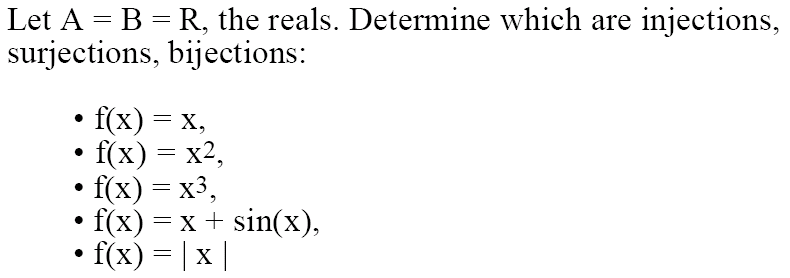 Let A = B = R, the reals. Determine which are injections,
surjections, bijections:
• f(x) = x,
• f(x) = x2,
• f(x) = x3,
• f(x) = x + sin(x),
• f(x) = | x |